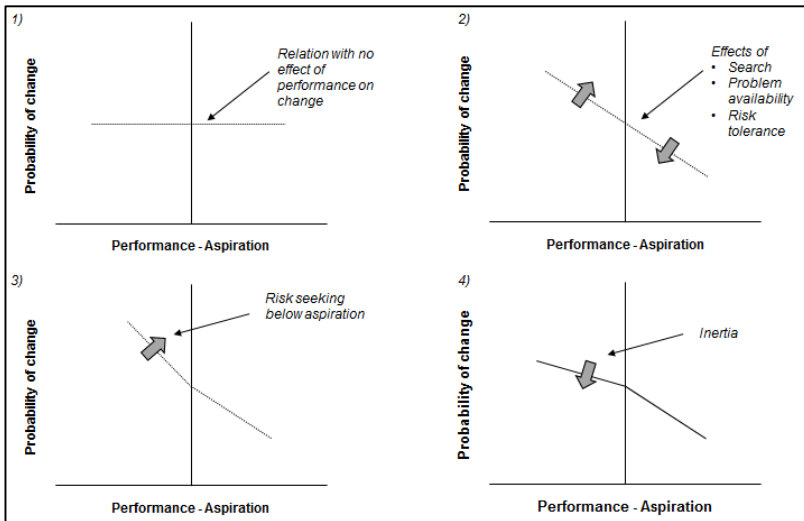 1)
Probability of change
Relation with no
effect of
performance on
change
Performance - Aspiration
2)
Probability of change
Effects of
• Search
• Problem
availability
• Risk
tolerance
Performance - Aspiration
3)
Probability of change
Risk seeking
below aspiration
Performance - Aspiration
4)
Probability of change
Inertia
Performance - Aspiration